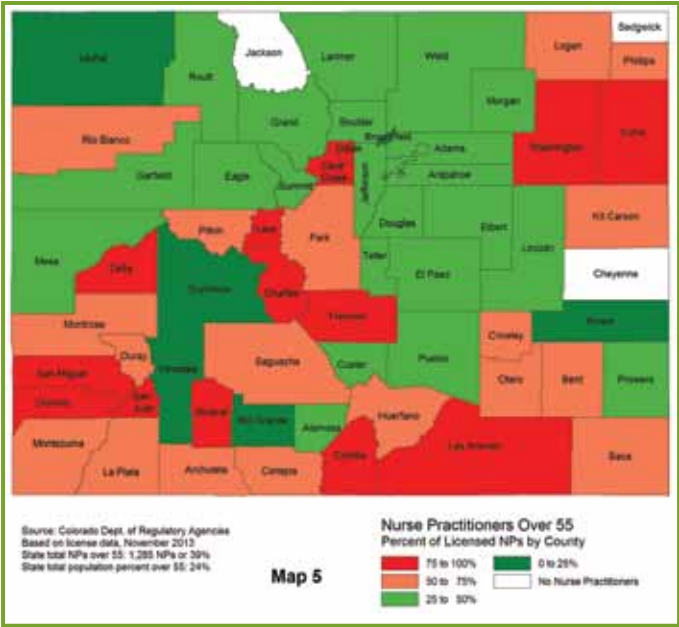 Sedgwick
Jackson
Logan
Larimer
Moffat
Weld
Phillips
Routt
Morgan
Grand
Boulder
Yuma
Rio Blanco
Washington
Adams
Garfield
Eagle
Summit
Jefferson
Arapahoe
Douglas
Elbert
Kit Carson
Pitkin
Lake
Park
Lincoln
Mesa
Delta
Teller
El Paso
Cheyenne
Gunnison
Chaffee
Montrose
Fremont
Kiowa
Crowley
Ouray
Saguache
Custer
Pueblo
San Miguel
Hinsdale
Otero
Bent
Prowers
Dolores
San
Juan
Mineral
Rio Grande
Alamosa
Huerfano
Montezuma
La Plata
Archuleta
Conejos
Costilla
Las Animas
Baca
Source: Colorado Dept. of Regulatory Agencies
Based on license data, November 2013
State total NPs over 55: 1,285 NPs or 39%
State total population percent over 55: 24%
Map 5
Nurse Practitioners Over 55
Percent of Licensed NPs by County
75 to 100%
0 to 25%
50 to 75%
No Nurse Practitioners
25 to 50%